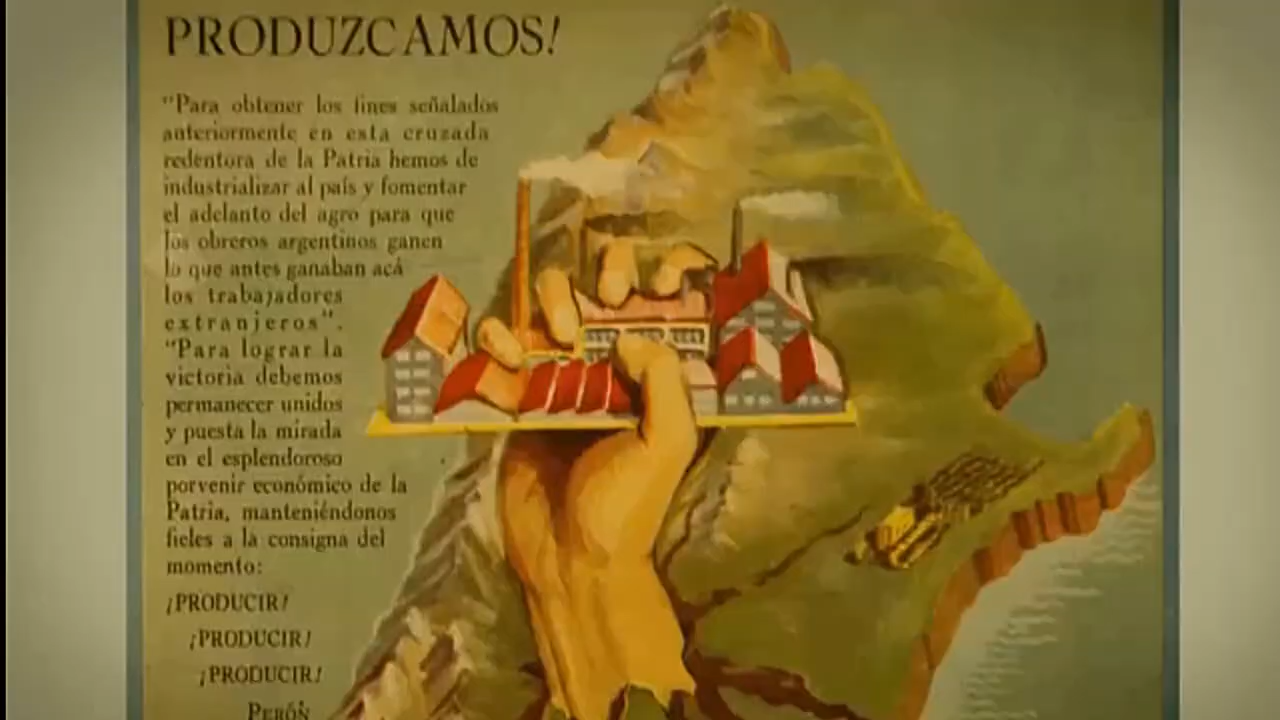 PRODUZCAMOS!
"Para obtener los fines señalados
anteriormente en esta cruzada
redentora de la Patria hemos de
industrializar al país y fomentar
el adelanto del agro para que
los obreros argentinos ganen
lo que antes ganaban acá
los trabajadores
extranjeros".
"Para lograr la
victoria debemos
permanecer unidos
y puesta la mirada
en el esplendoroso
porvenir económico de la
Patria, manteniéndonos
fieles a la consigna del
momento:
¡PRODUCIR!
¡PRODUCIR!
¡PRODUCIR!
PERÓN